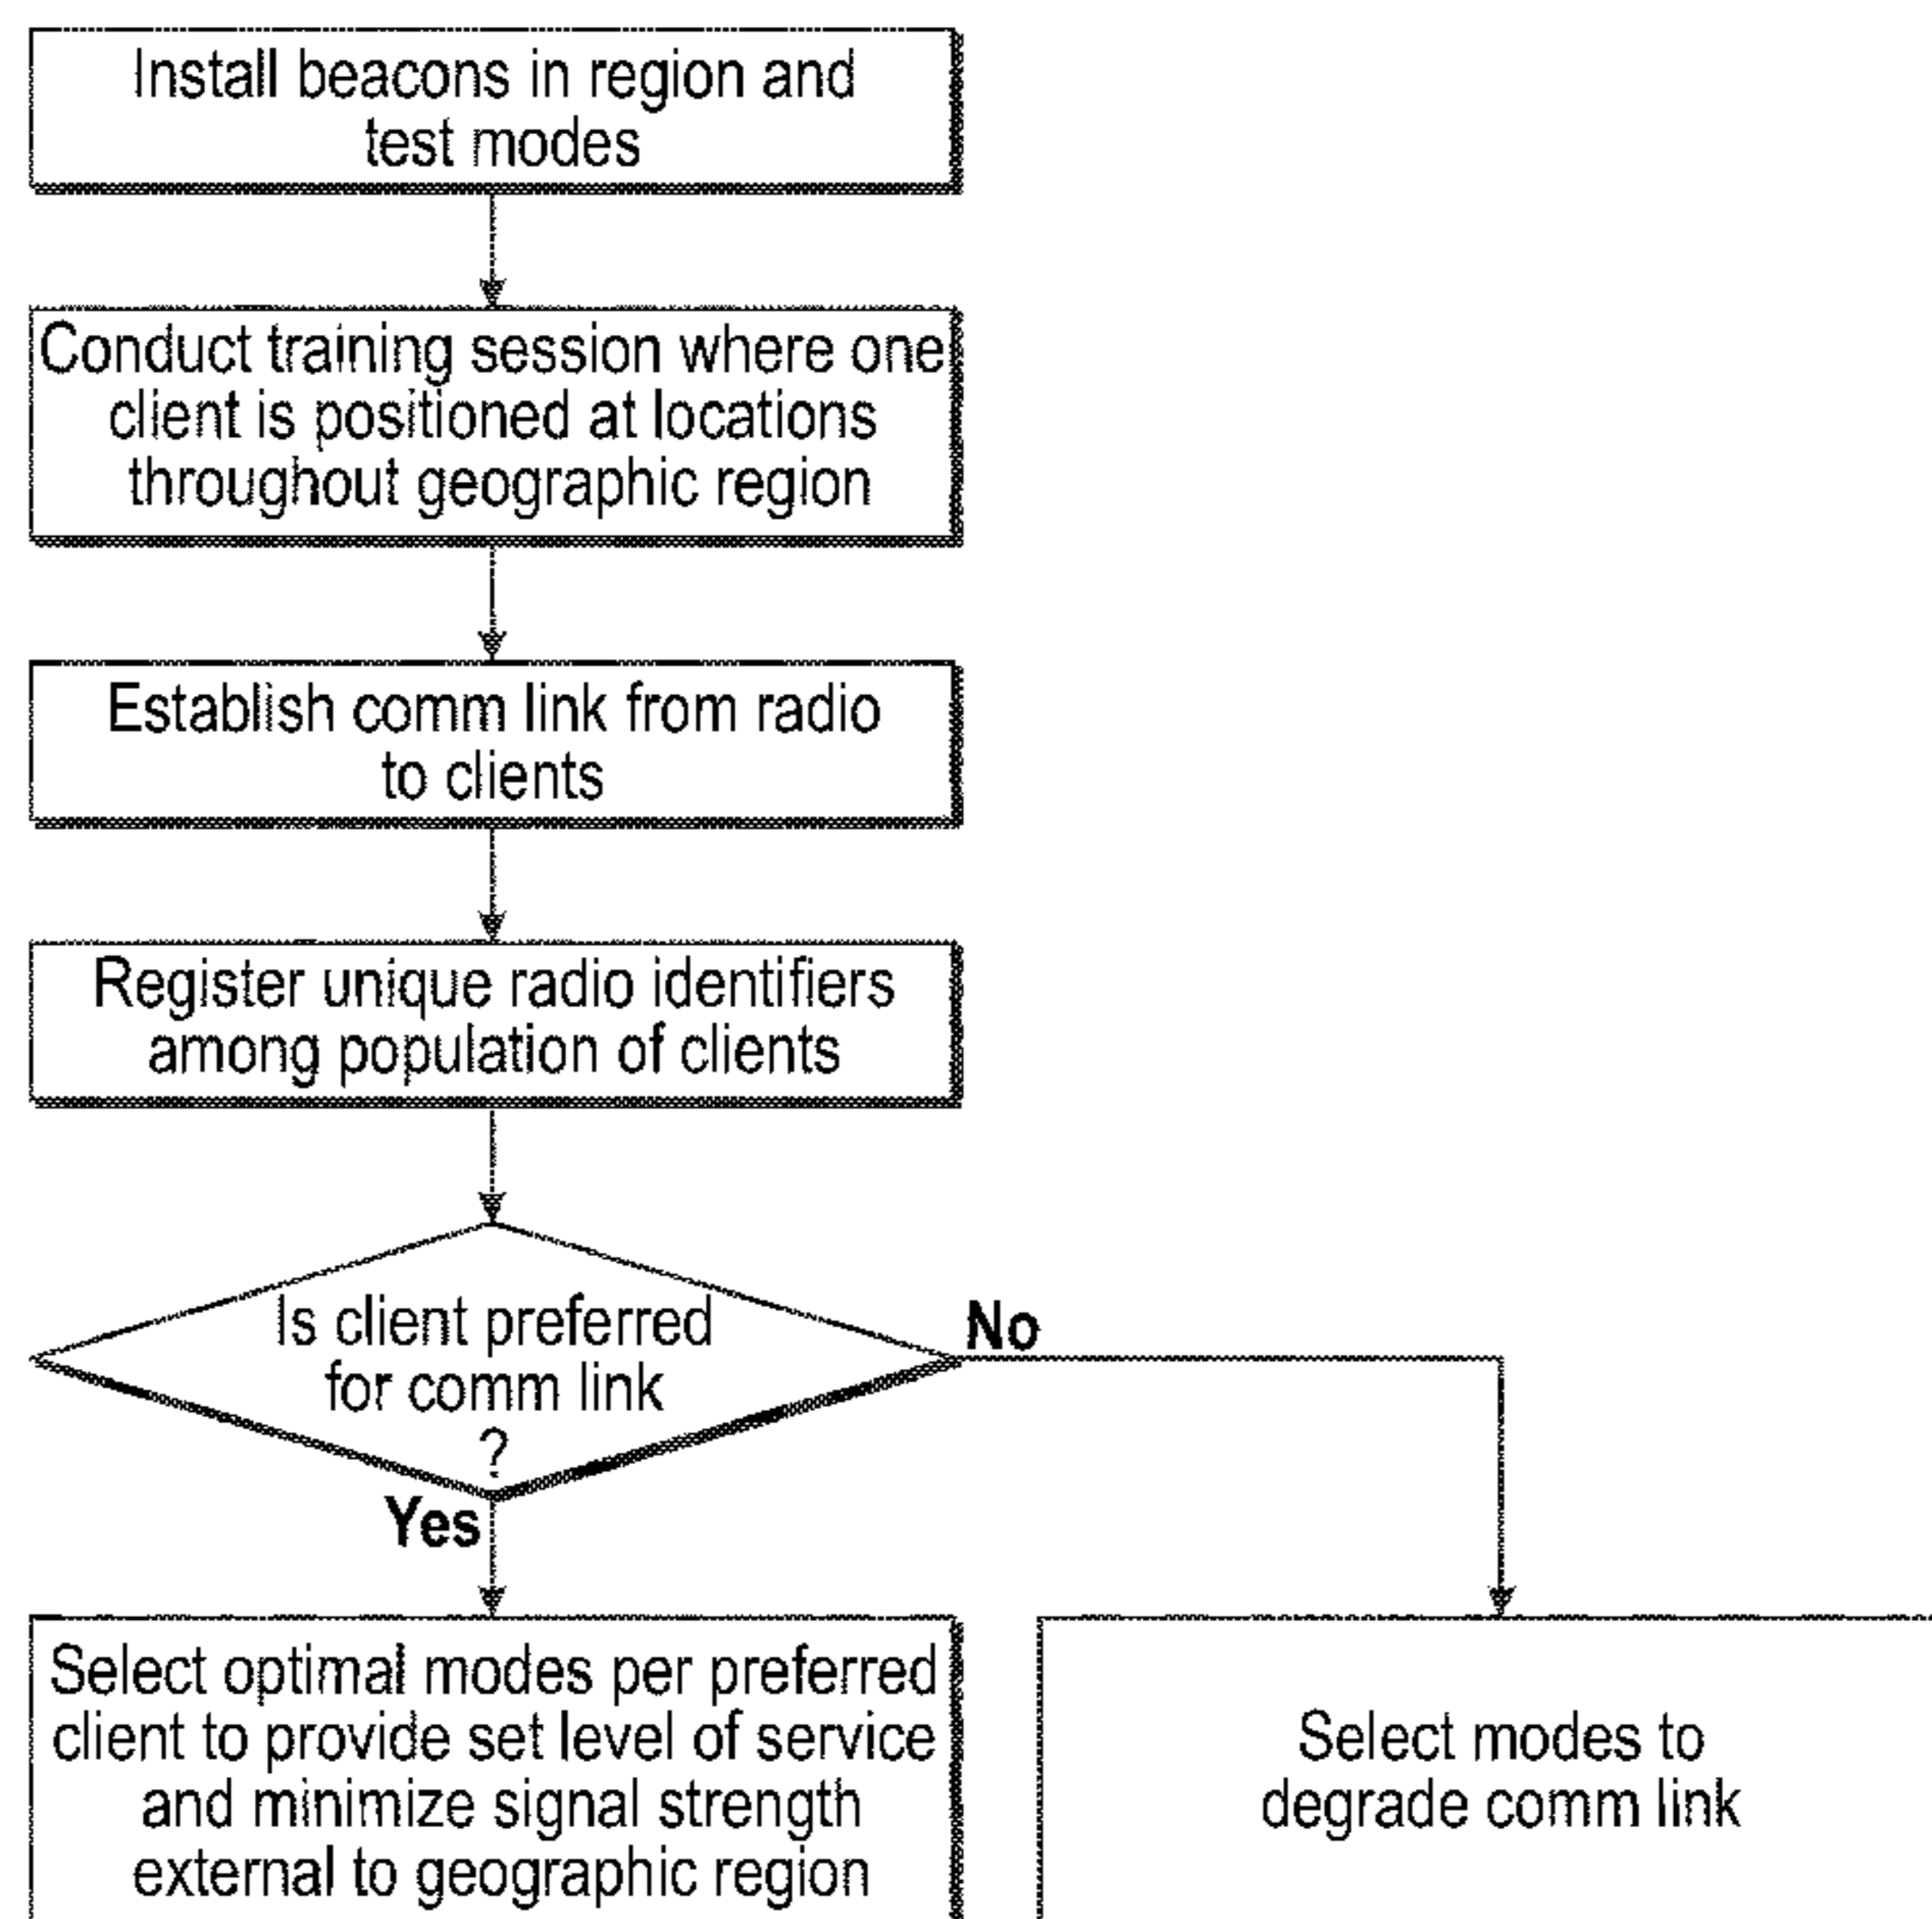 Install beacons in region and
test modes
Conduct training session where one
client is positioned at locations
throughout geographic region
Establish comm link from radio
to clients
Register unique radio identifiers
among population of clients
Is client preferred
for comm link
?
No
Yes
Select optimal modes per preferred
client to provide set level of service
and minimize signal strength
external to geographic region
Select modes to
degrade comm link